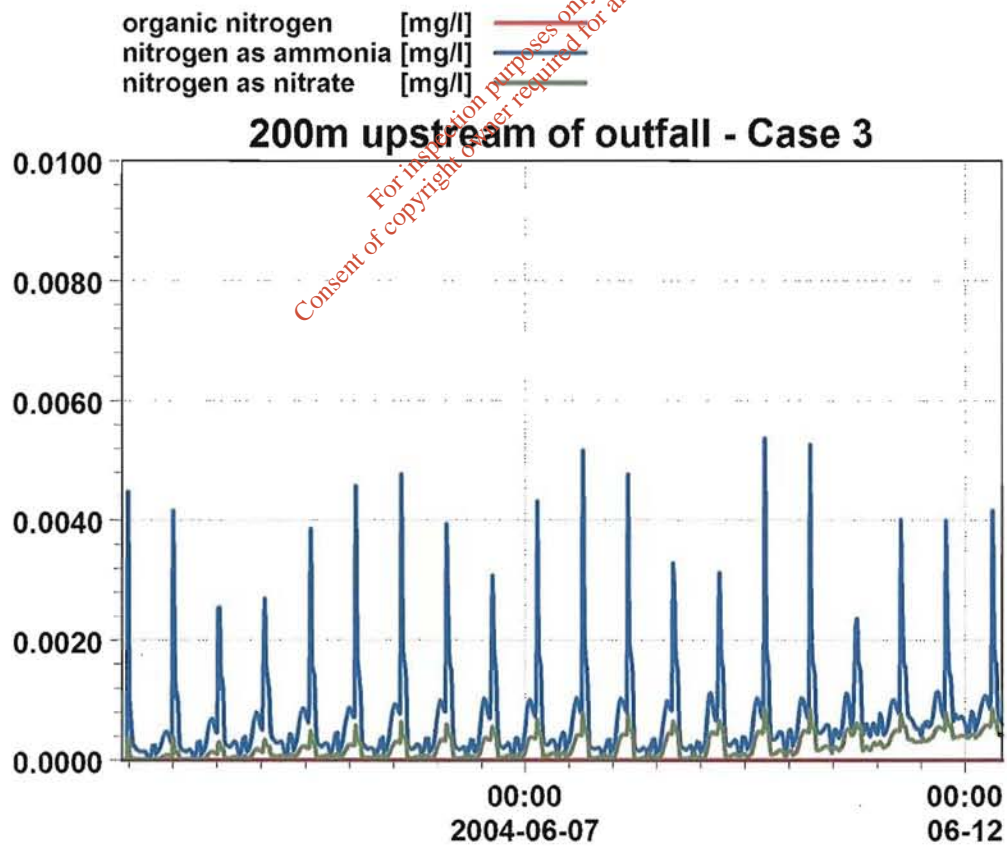 organic nitrogen [mg/l]
nitrogen as ammonia [mg/l]
nitrogen as nitrate [mg/l]
For inspection purposes only
Consent of copyright owner required for
200m upstream of outfall - Case 3
0.0100
0.0080
0.0060
0.0040
0.0020
0.0000
00:00
2004-06-07
00:00
06-12